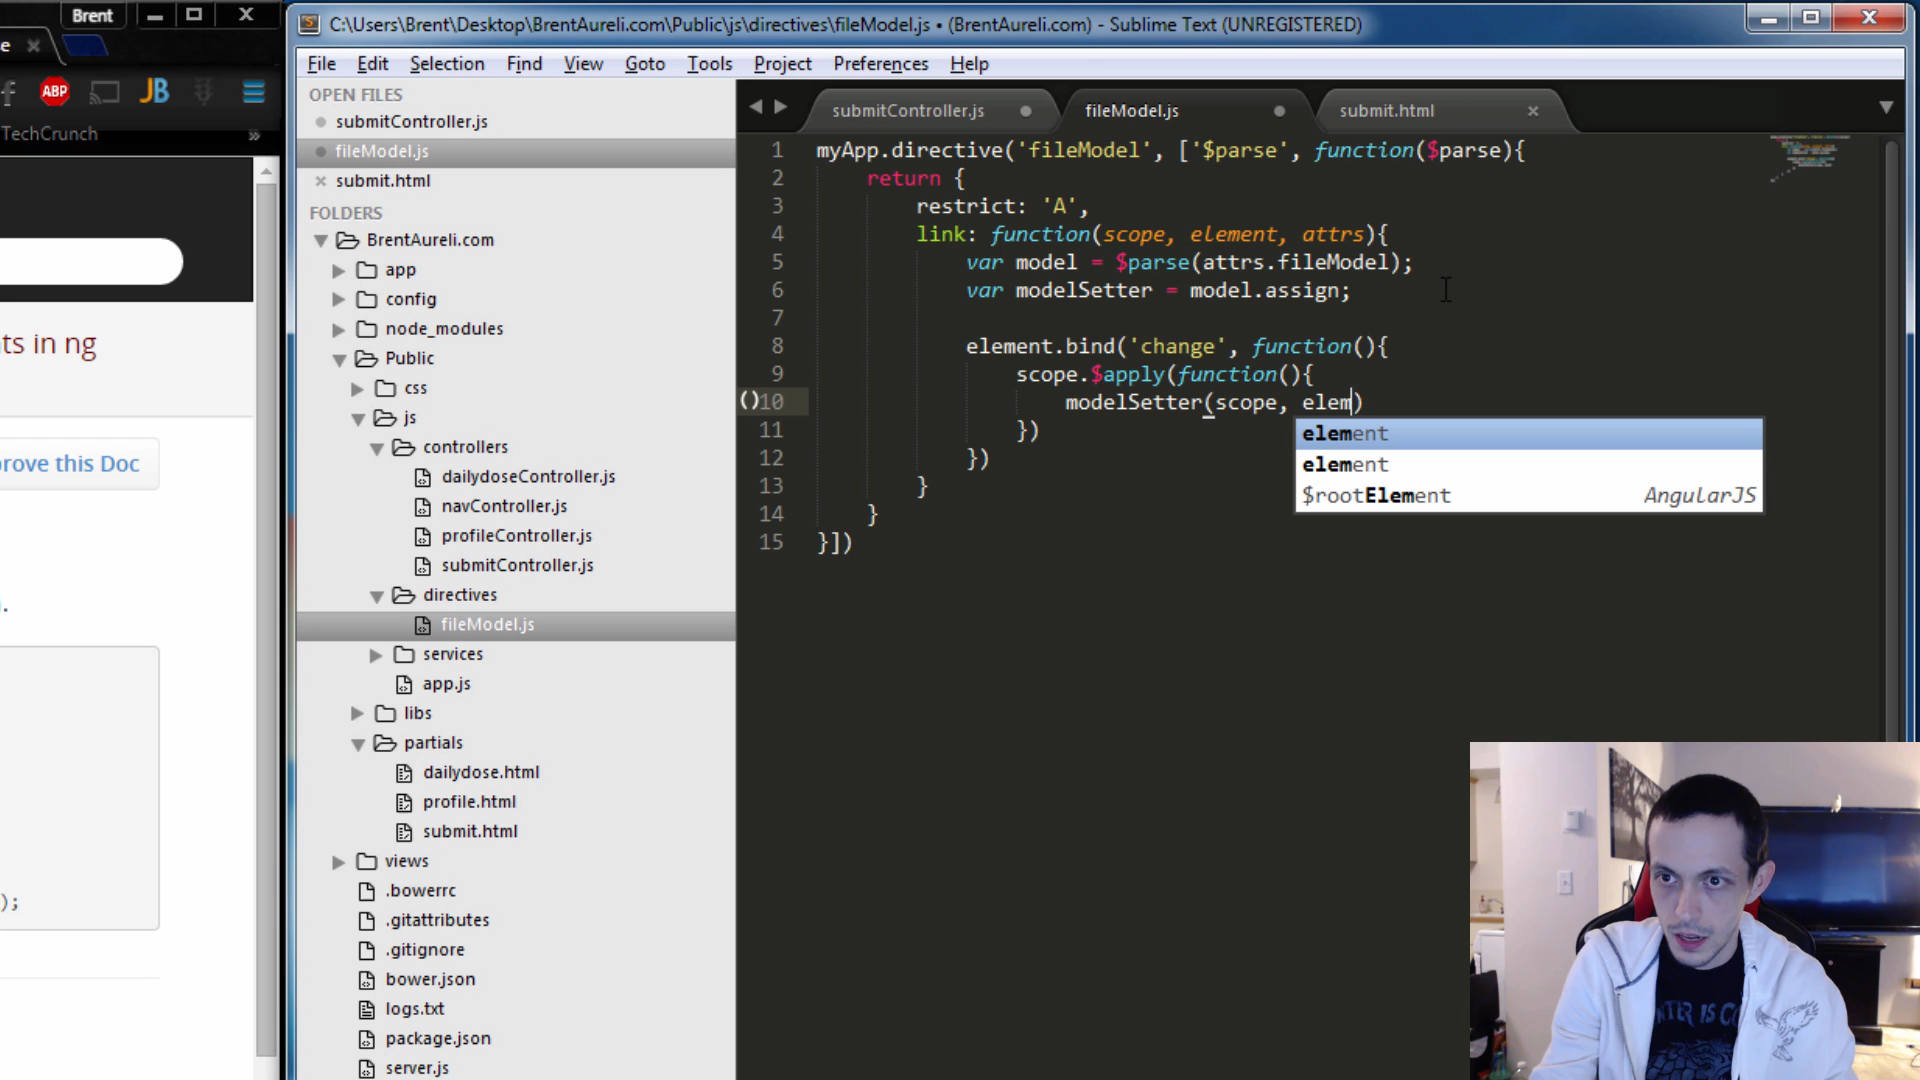 Brent
C:\Users\Brent\Desktop\BrentAureli.com\Public\js\directives\fileModel.js • (BrentAureli.com) - Sublime Text (UNREGISTERED)
File Edit Selection Find View Goto Tools Project Preferences Help
ABP
JB
TechCrunch
»
ts in ng
rove this Doc
);
OPEN FILES
submitController.js
fileModel.js
submit.html
FOLDERS
BrentAureli.com
app
config
node_modules
Public
css
js
controllers
dailydoseController.js
navController.js
profileController.js
submitController.js
directives
fileModel.js
services
app.js
libs
partials
dailydose.html
profile.html
submit.html
views
.bowerrc
.gitattributes
.gitignore
bower.json
logs.txt
package.json
server.js
submitController.js
fileModel.js
submit.html
1 myApp.directive('fileModel', ['$parse', function($parse){
2 return {
3 restrict: 'A',
4 link: function(scope, element, attrs){
5 var model = $parse(attrs.fileModel);
6 var modelSetter = model.assign;
7
8 element.bind('change', function(){
9 scope.$apply(function(){
()10 modelSetter(scope, elem)
11 })
12 })
13 }
14 }
15 }])
element
element
$rootElement AngularJS